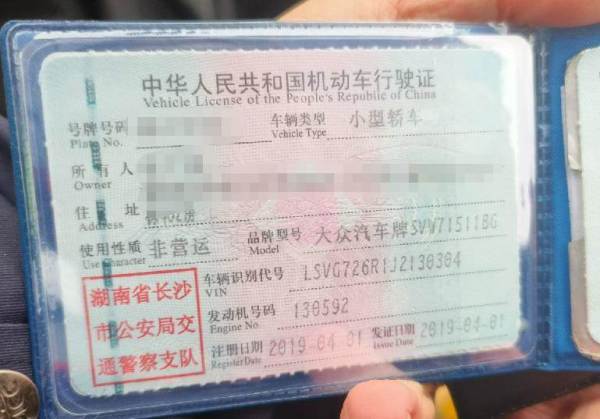 中华人民共和国机动车行驶证
Vehicle License of the People's Republic of China
号牌号码 车辆类型 小型轿车
Plate No. Vehicle Type
所有人
Owner
住址
Address
使用性质 非营运 品牌型号 大众汽车牌SVW71511BG
Use Character Model
湖南省长沙
市公安局交
通警察支队
车辆识别代号 LSVG726R1J2130304
VIN
发动机号码 130592
Engine No.
注册日期 2019-04-01 发证日期 2019-04-01
Register Date Issue Date